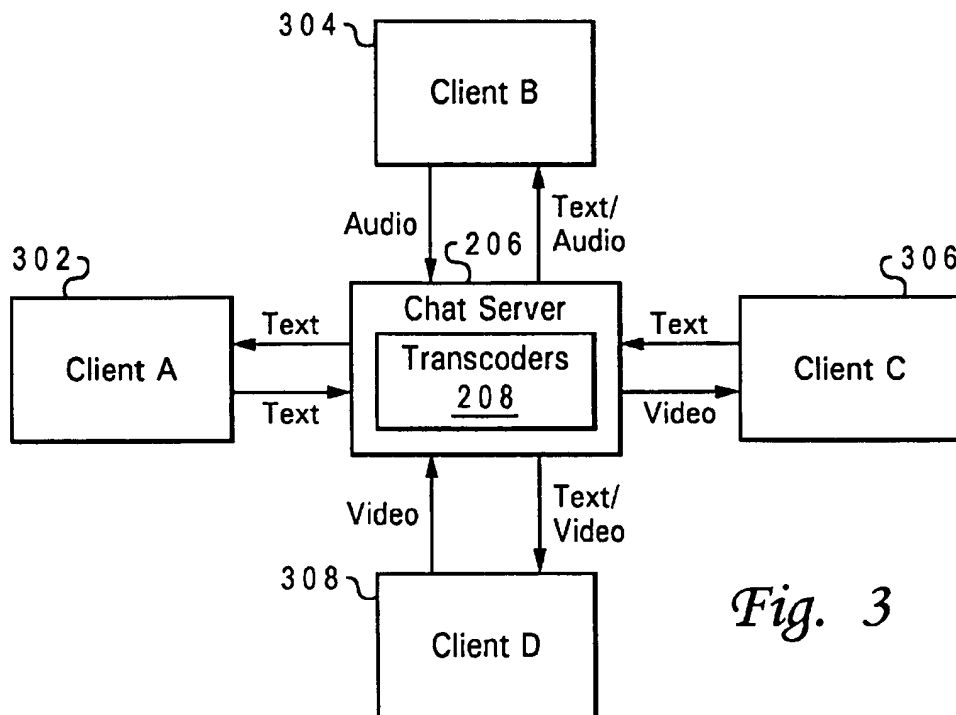 304
Client B
Audio
Text/
Audio
206
302
306
Chat Server
Transcoders
208
Text
Text
Client A
Text
Video
Client C
Video
Text/
Video
308
Client D
Fig. 3